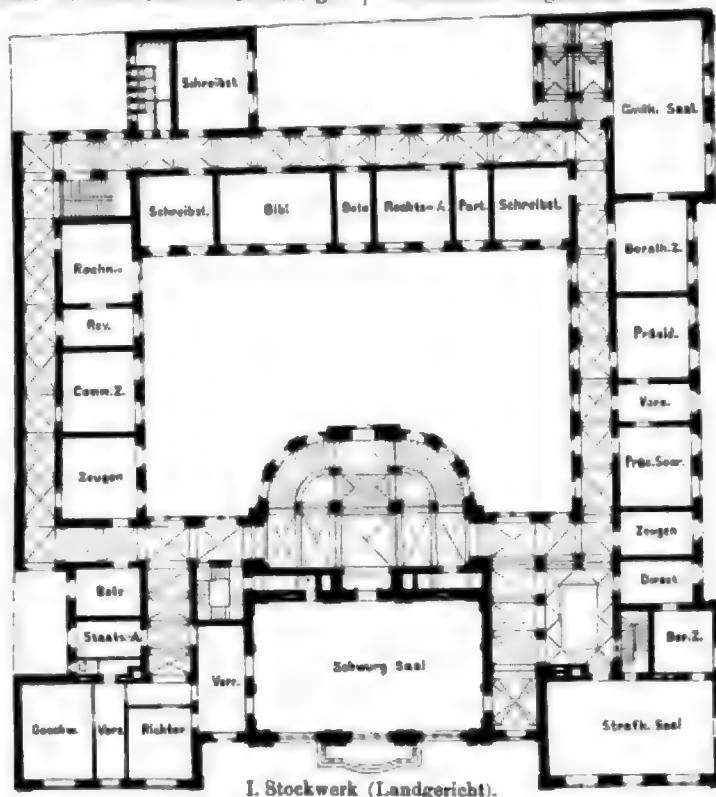 Schreibst.
Civilk. Saal.
Schreibst.
Bibl
Bote
Rechts-A.
Part.
Schreibst.
Berath.Z.
Rechn.
Präsid.
Rev.
Vorz.
Comm.Z.
Präs.Secr.
Zeugen
Zeugen
Bote
Direct.
Staats-A.
Ber.Z.
Vorr.
Schwurg Saal
Geschw.
Vorz.
Richter
Strafk. Saal
I. Stockwerk (Landgericht).